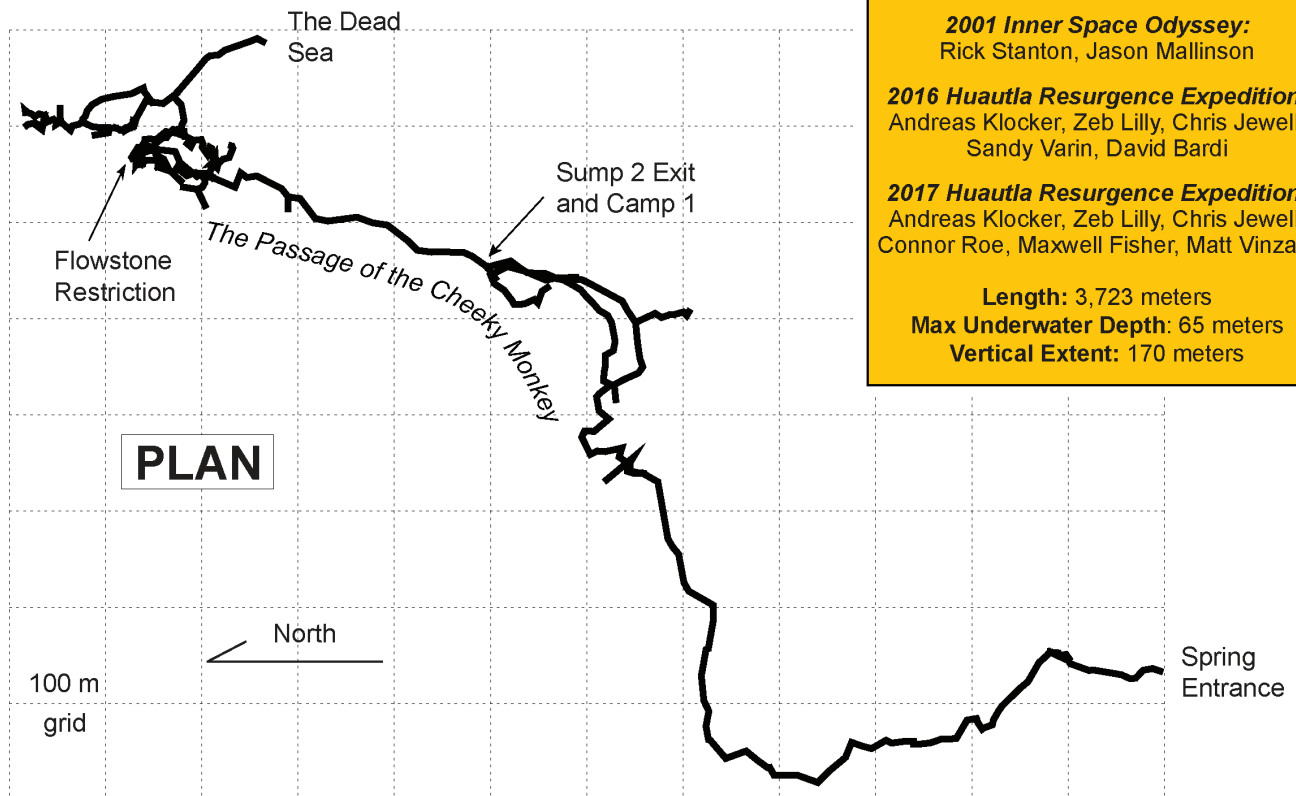 The Dead
Sea
2001 Inner Space Odyssey:
Rick Stanton, Jason Mallinson
2016 Huautla Resurgence Expedition
Andreas Klocker, Zeb Lilly, Chris Jewell
Sandy Varin, David Bardi
2017 Huautla Resurgence Expedition
Andreas Klocker, Zeb Lilly, Chris Jewell
Connor Roe, Maxwell Fisher, Matt Vinza
Length: 3,723 meters
Max Underwater Depth: 65 meters
Vertical Extent: 170 meters
Sump 2 Exit
and Camp 1
Flowstone
Restriction
The Passage of the Cheeky Monkey
PLAN
North
100 m
grid
Spring
Entrance